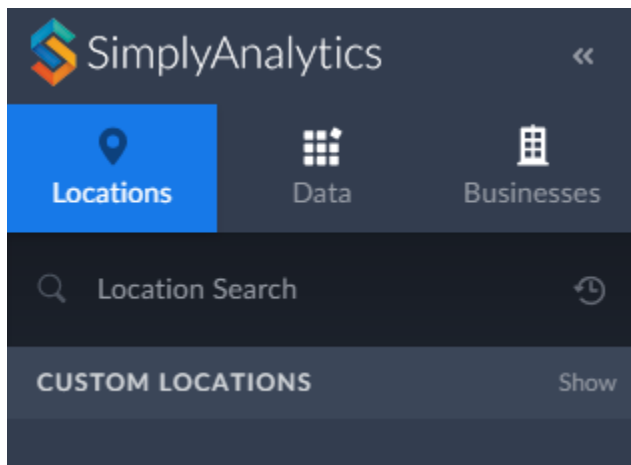 SimplyAnalytics
Locations Data Businesses
Location Search
CUSTOM LOCATIONS Show